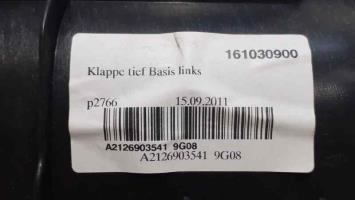 161030900
Klappe tief Basis links
p2766 15.09.2011
A2126903541 9G08
A2126903541 9G08